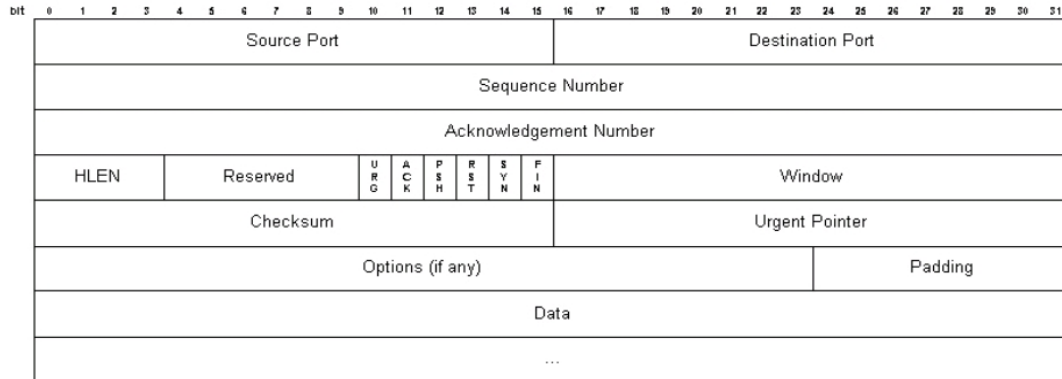 bit 0 1 2 3 4 5 6 7 8 9 10 11 12 13 14 15 16 17 18 19 20 21 22 23 24 25 26 27 28 29 30 31
Source Port Destination Port
Sequence Number
Acknowledgement Number
HLEN Reserved URG ACK PSH RST SYN FIN Window
Checksum Urgent Pointer
Options (if any) Padding
Data
...